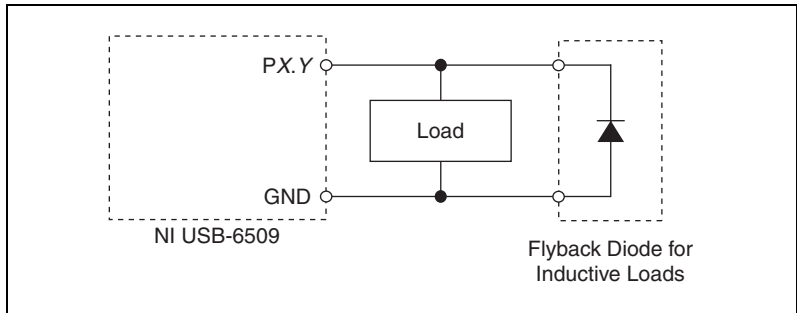 PX.Y
Load
GND
NI USB-6509
Flyback Diode for
Inductive Loads